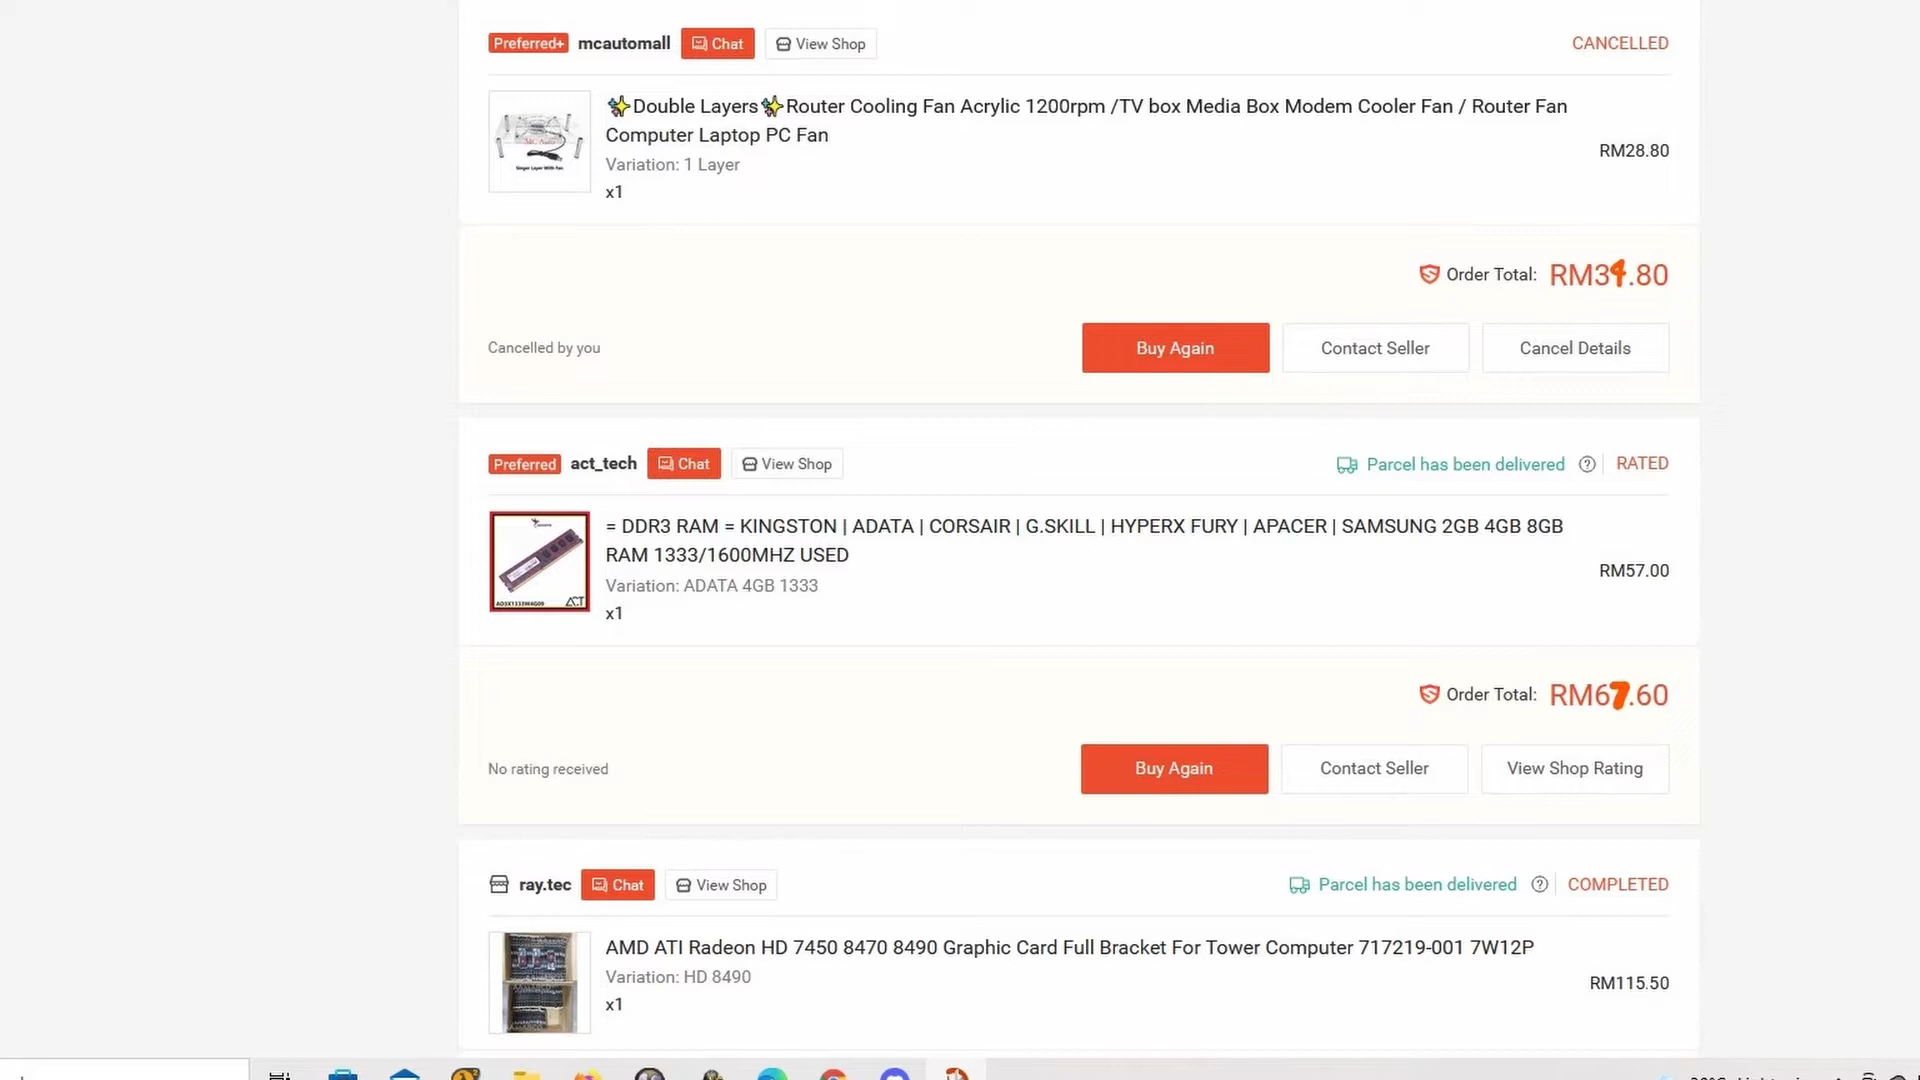 Preferred+ mcautomall Chat View Shop CANCELLED
✨Double Layers✨Router Cooling Fan Acrylic 1200rpm /TV box Media Box Modem Cooler Fan / Router Fan
Computer Laptop PC Fan
RM28.80
Variation: 1 Layer
x1
Order Total: RM34.80
Cancelled by you Buy Again Contact Seller Cancel Details
Preferred act_tech Chat View Shop Parcel has been delivered RATED
= DDR3 RAM = KINGSTON | ADATA | CORSAIR | G.SKILL | HYPERX FURY | APACER | SAMSUNG 2GB 4GB 8GB
RAM 1333/1600MHZ USED
RM57.00
Variation: ADATA 4GB 1333
ACT
x1
Order Total: RM67.60
No rating received Buy Again Contact Seller View Shop Rating
ray.tec Chat View Shop Parcel has been delivered COMPLETED
AMD ATI Radeon HD 7450 8470 8490 Graphic Card Full Bracket For Tower Computer 717219-001 7W12P
Variation: HD 8490
RM115.50
x1